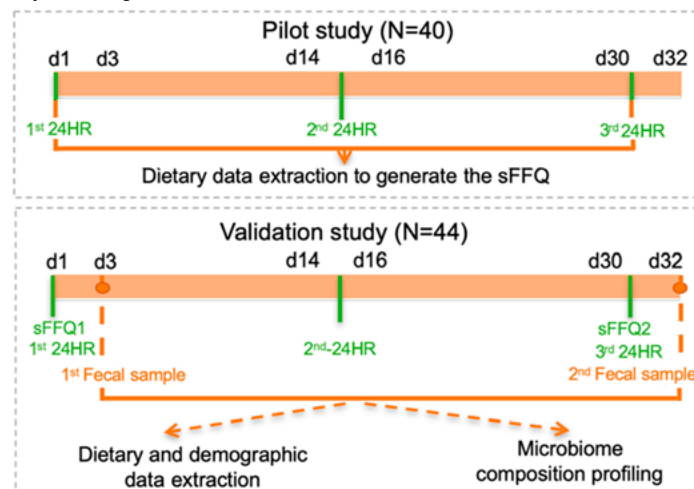 Pilot study (N=40)
d1 d3 d14 d16 d30 d32
1st 24HR 2nd 24HR 3rd 24HR
Dietary data extraction to generate the sFFQ
Validation study (N=44)
d1 d3 d14 d16 d30 d32
sFFQ1 sFFQ2
1st 24HR 2nd-24HR 3rd 24HR
1st Fecal sample 2nd Fecal sample
Dietary and demographic Microbiome
data extraction composition profiling